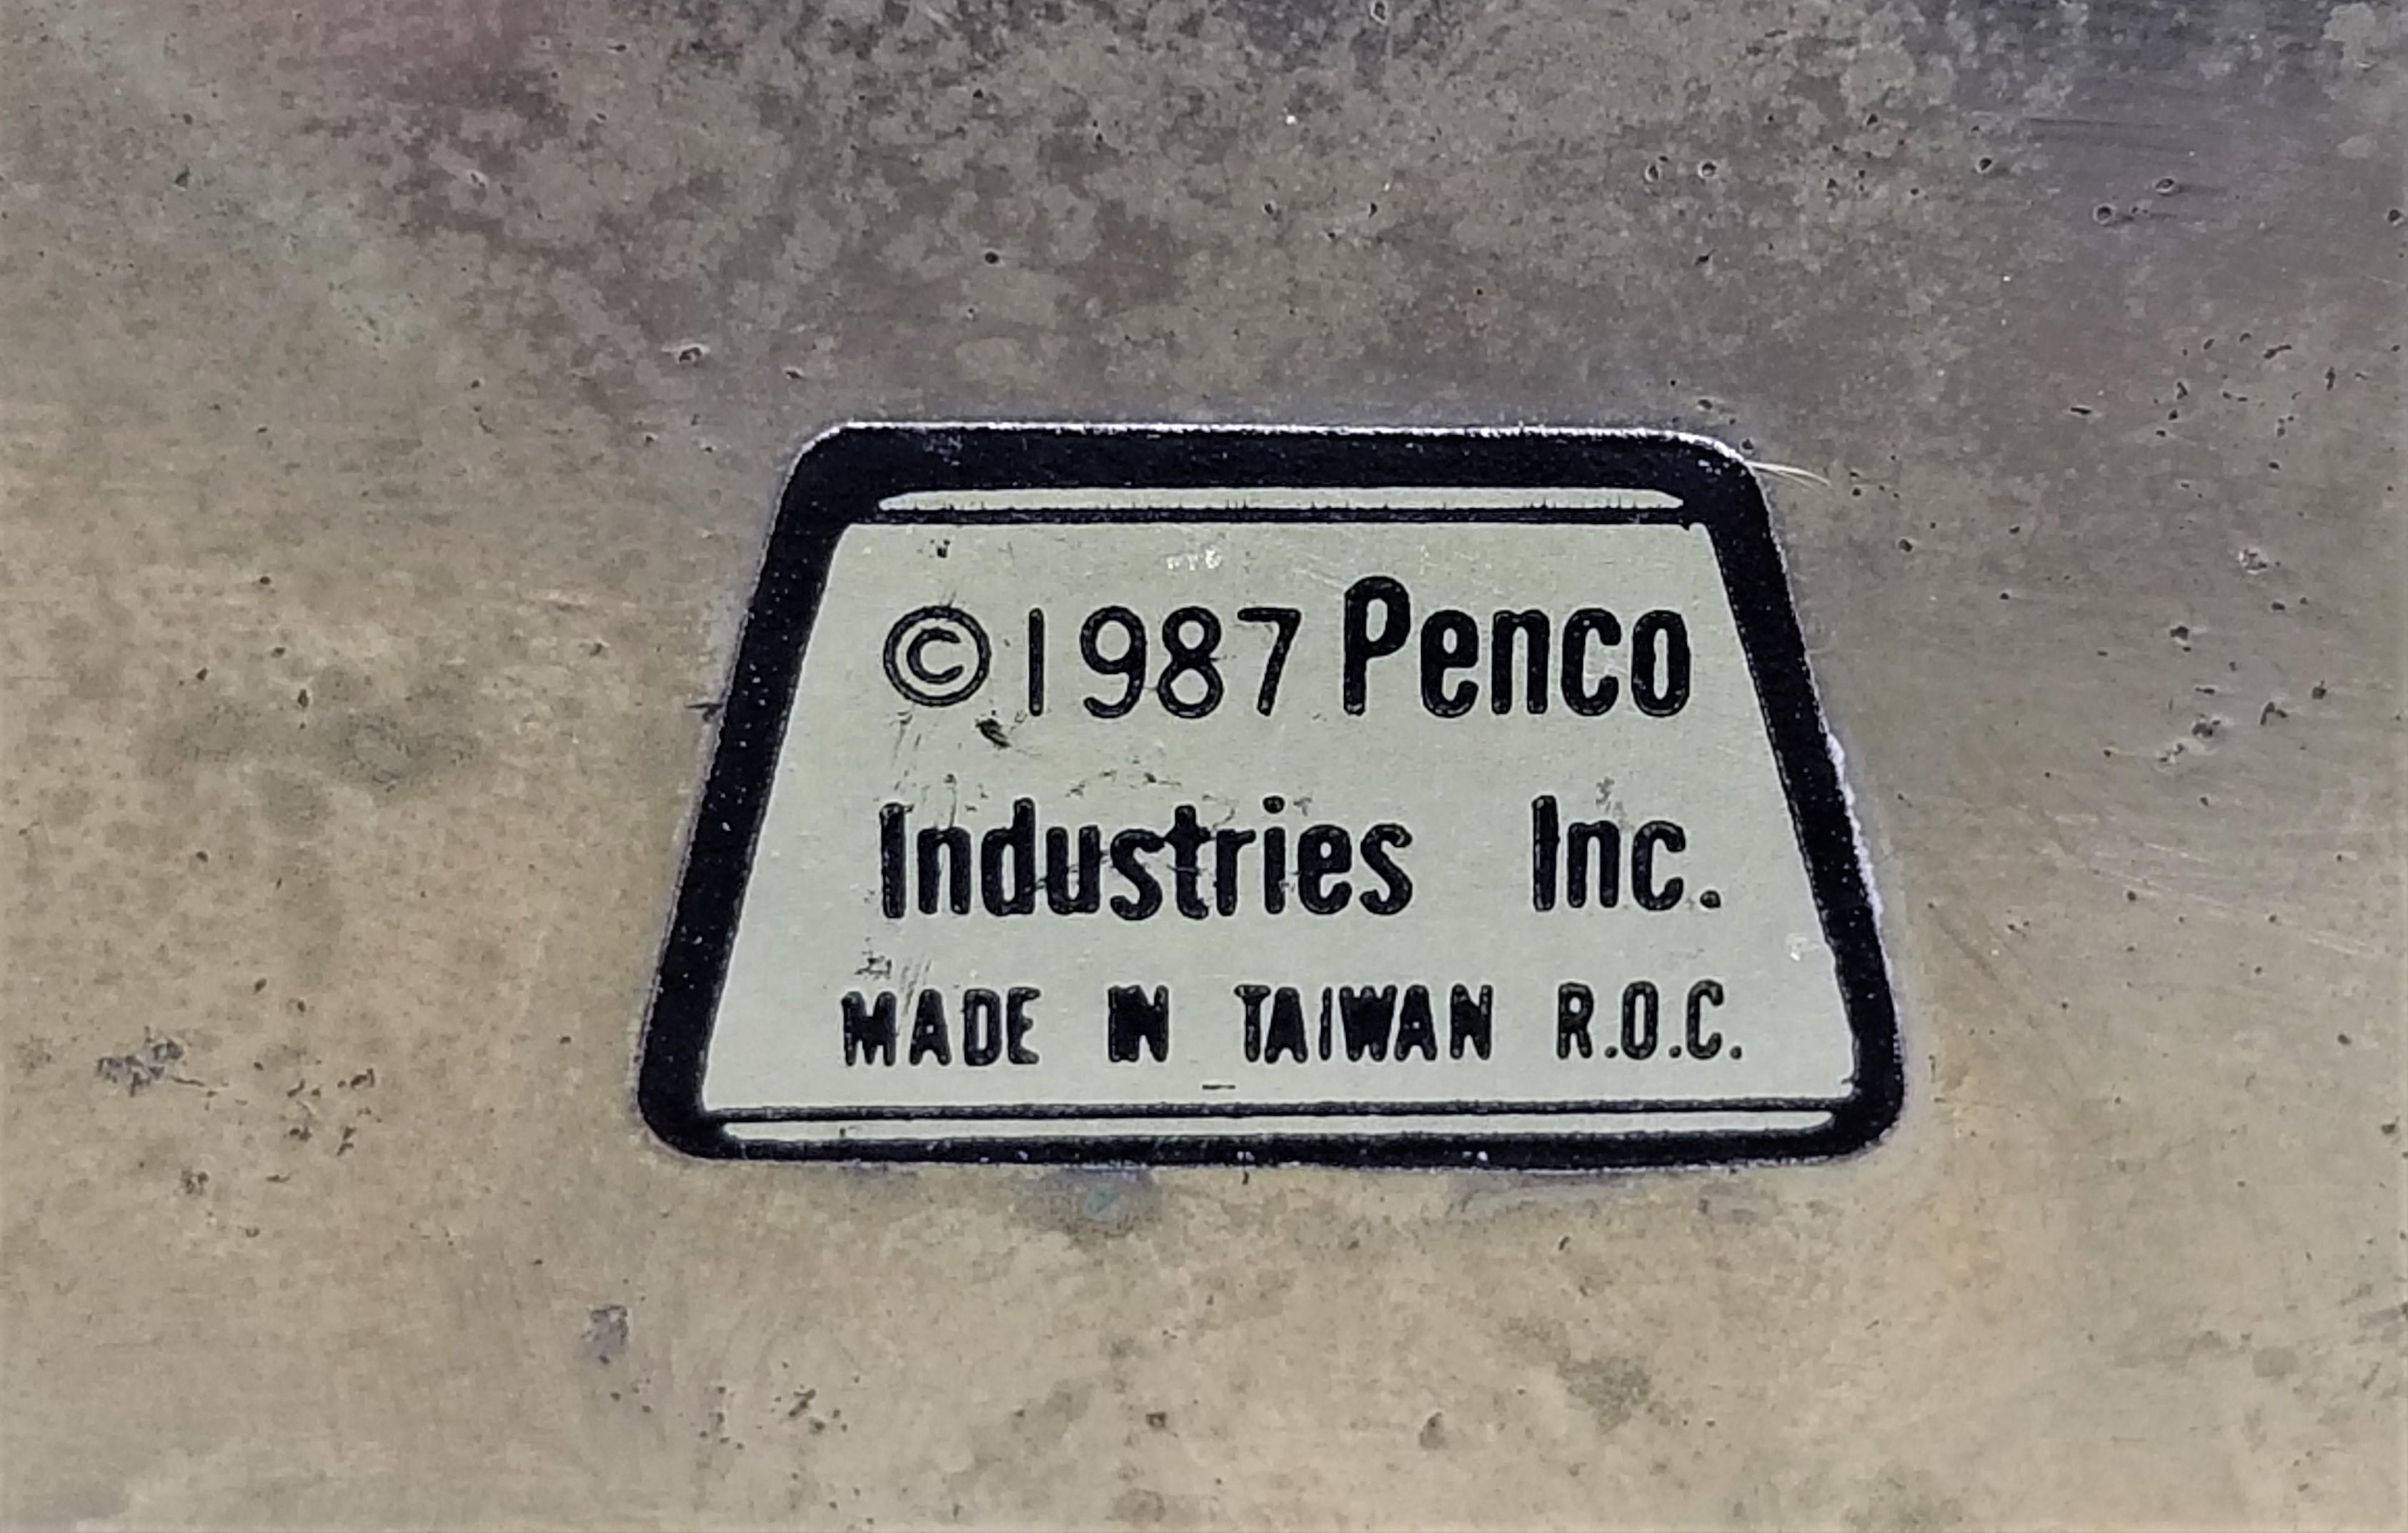 ©1987 Penco
Industries Inc.
MADE IN TAIWAN R.O.C.